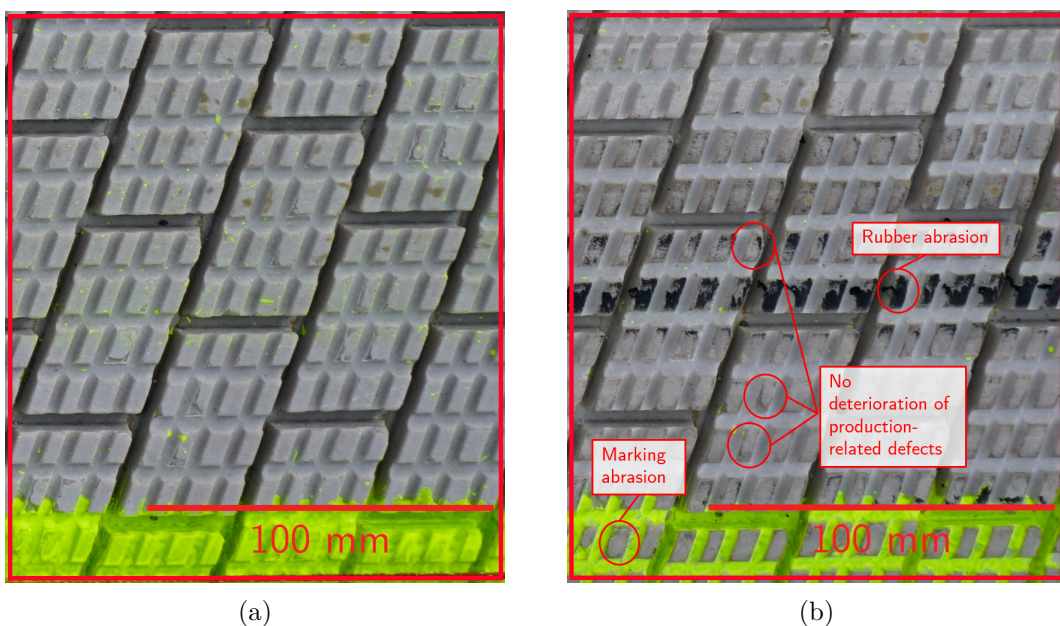 100 mm
(a)
Rubber abrasion
No
deterioration of
production-
related defects
Marking
abrasion
100 mm
(b)